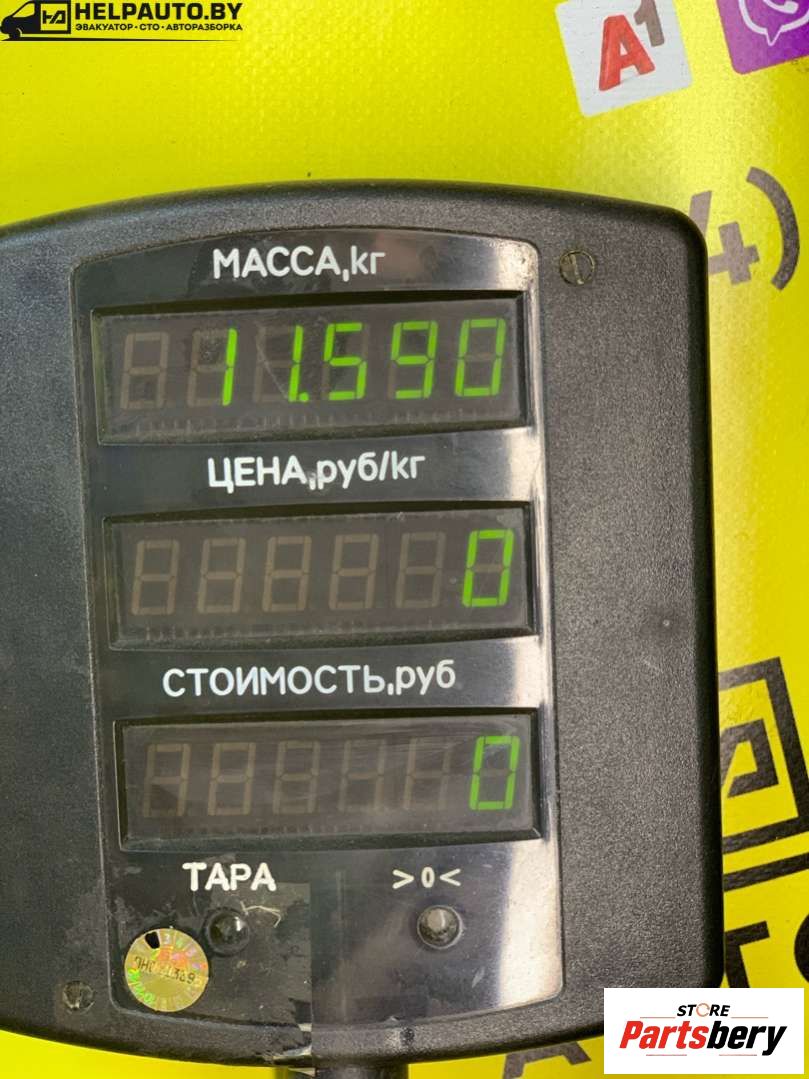 HELPAUTO.BY
ЭВАКУАТОР • СТО • АВТОРАЗБОРКА
A1
МАССА,кг
11.590
ЦЕНА,руб/кг
0
СТОИМОСТЬ,руб
0
ТАРА >0<
STORE
Partsbery